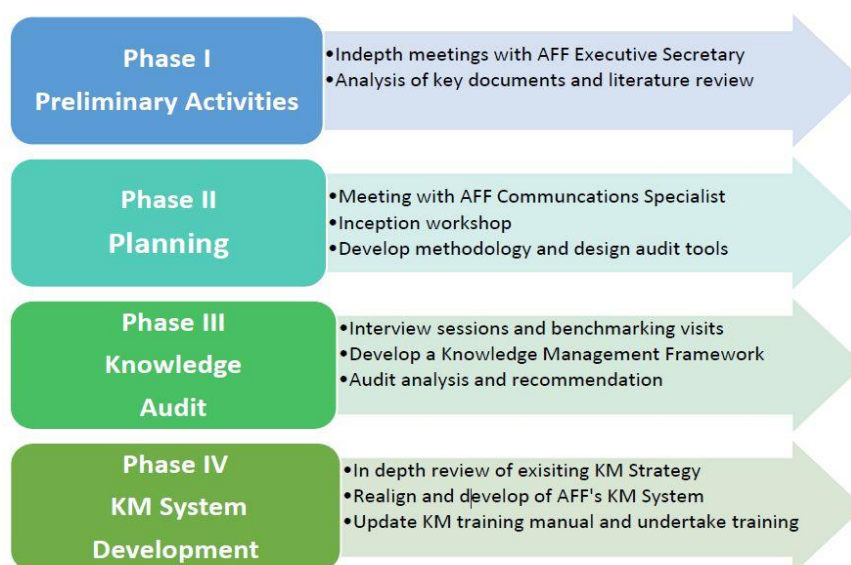 Phase I
Preliminary Activities
•Indepth meetings with AFF Executive Secretary
•Analysis of key documents and literature review
Phase II
Planning
•Meeting with AFF Communcations Specialist
•Inception workshop
•Develop methodology and design audit tools
Phase III
Knowledge
Audit
•Interview sessions and benchmarking visits
•Develop a Knowledge Management Framework
•Audit analysis and recommendation
Phase IV
KM System
Development
•In depth review of exisiting KM Strategy
•Realign and develop of AFF's KM System
•Update KM training manual and undertake training